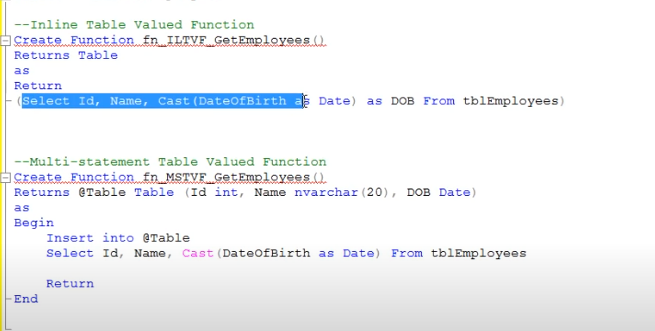 --Inline Table Valued Function
Create Function fn_ILTVF_GetEmployees()
Returns Table
as
Return
(Select Id, Name, Cast(DateOfBirth as Date) as DOB From tblEmployees)
--Multi-statement Table Valued Function
Create Function fn_MSTVF_GetEmployees()
Returns @Table Table (Id int, Name nvarchar(20), DOB Date)
as
Begin
Insert into @Table
Select Id, Name, Cast(DateOfBirth as Date) From tblEmployees
Return
End